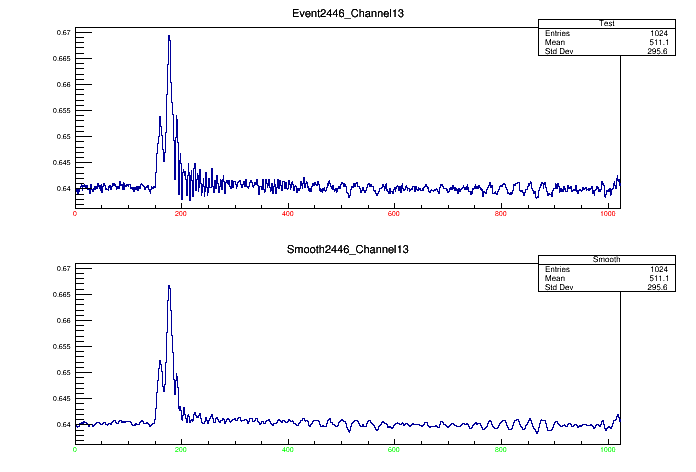 Event2446_Channel13
Test
Entries 1024
Mean 511.1
Std Dev 295.6
0.67
0.665
0.66
0.655
0.65
0.645
0.64
0 200 400 600 800 1000
Smooth2446_Channel13
Smooth
Entries 1024
Mean 511.1
Std Dev 295.6
0.67
0.665
0.66
0.655
0.65
0.645
0.64
0 200 400 600 800 1000